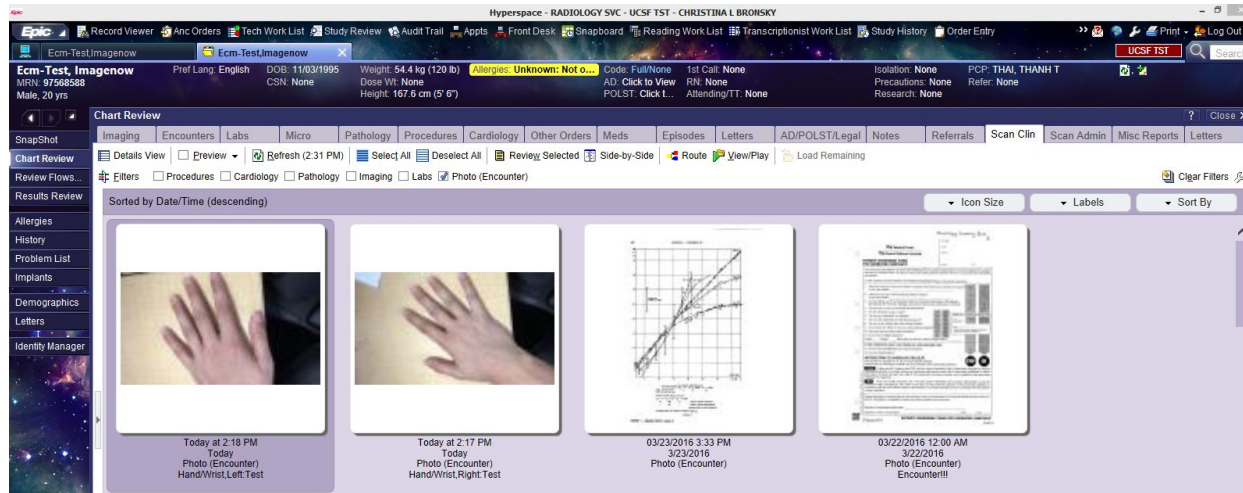 Hyperspace - RADIOLOGY SVC - UCSF TST - CHRISTINA L BRONSKY
Epic Record Viewer Anc Orders Tech Work List Study Review Audit Trail Appts Front Desk Snapboard Reading Work List Transcriptionist Work List Study History Order Entry Print Log Out
Ecm-Test,Imagenow Ecm-Test,Imagenow UCSF TST Search
Ecm-Test, Imagenow Pref Lang: English DOB: 11/03/1995 Weight: 54.4 kg (120 lb) Allergies: Unknown: Not o... Code: Full/None 1st Call: None Isolation: None PCP: THAI, THANH T
MRN: 97568588 CSN: None Dose Wt: None AD: Click to View RN: None Precautions: None Refer: None
Male, 20 yrs Height: 167.6 cm (5' 6") POLST: Click t... Attending/TT: None Research: None
Chart Review ? Close
SnapShot
Chart Review
Review Flows...
Results Review
Allergies
History
Problem List
Implants
Demographics
Letters
Identity Manager
Imaging Encounters Labs Micro Pathology Procedures Cardiology Other Orders Meds Episodes Letters AD/POLST/Legal Notes Referrals Scan Clin Scan Admin Misc Reports Letters
Details View Preview Refresh (2:31 PM) Select All Deselect All Review Selected Side-by-Side Route View/Play Load Remaining
Filters Procedures Cardiology Pathology Imaging Labs Photo (Encounter) Clear Filters
Sorted by Date/Time (descending) Icon Size Labels Sort By
Today at 2:18 PM
Today
Photo (Encounter)
Hand/Wrist,Left:Test
Today at 2:17 PM
Today
Photo (Encounter)
Hand/Wrist,Right:Test
03/23/2016 3:33 PM
3/23/2016
Photo (Encounter)
03/22/2016 12:00 AM
3/22/2016
Photo (Encounter)
Encounter!!!